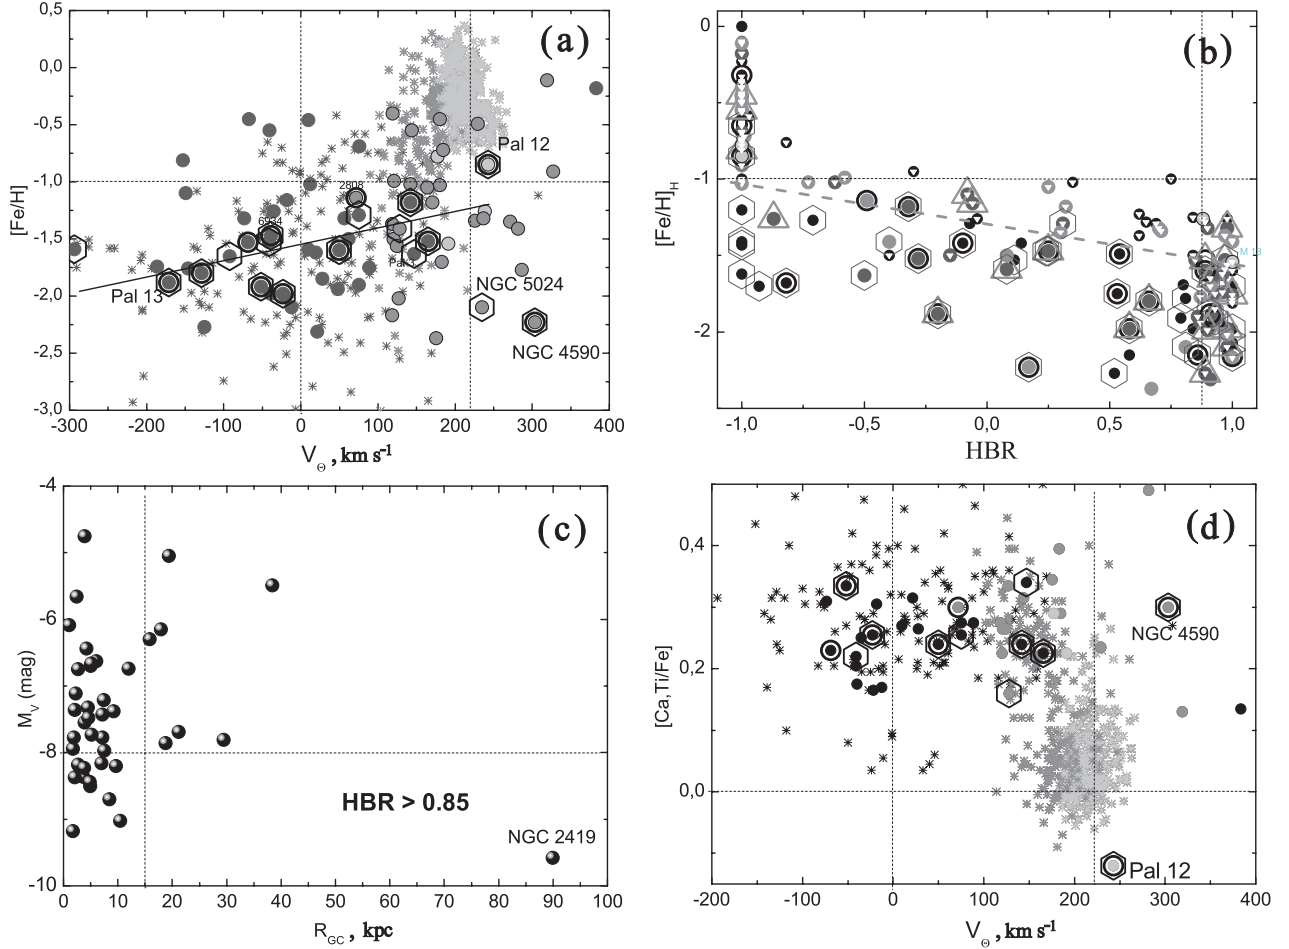 (a)
[Fe/H]
0,5
0,0
-0,5
-1,0
-1,5
-2,0
-2,5
-3,0
Pal 12
2808
Pal 13
NGC 5024
NGC 4590
-300 -200 -100 0 100 200 300 400
VΘ , km s-1
(b)
[Fe/H]H
0
-1
-2
M 13
-1,0 -0,5 0,0 0,5 1,0
HBR
(c)
MV (mag)
-4
-6
-8
-10
HBR > 0.85
NGC 2419
0 10 20 30 40 50 60 70 80 90 100
RGC , kpc
(d)
[Ca,Ti/Fe]
0,4
0,2
0,0
NGC 4590
Pal 12
-200 -100 0 100 200 300 400
VΘ , km s-1